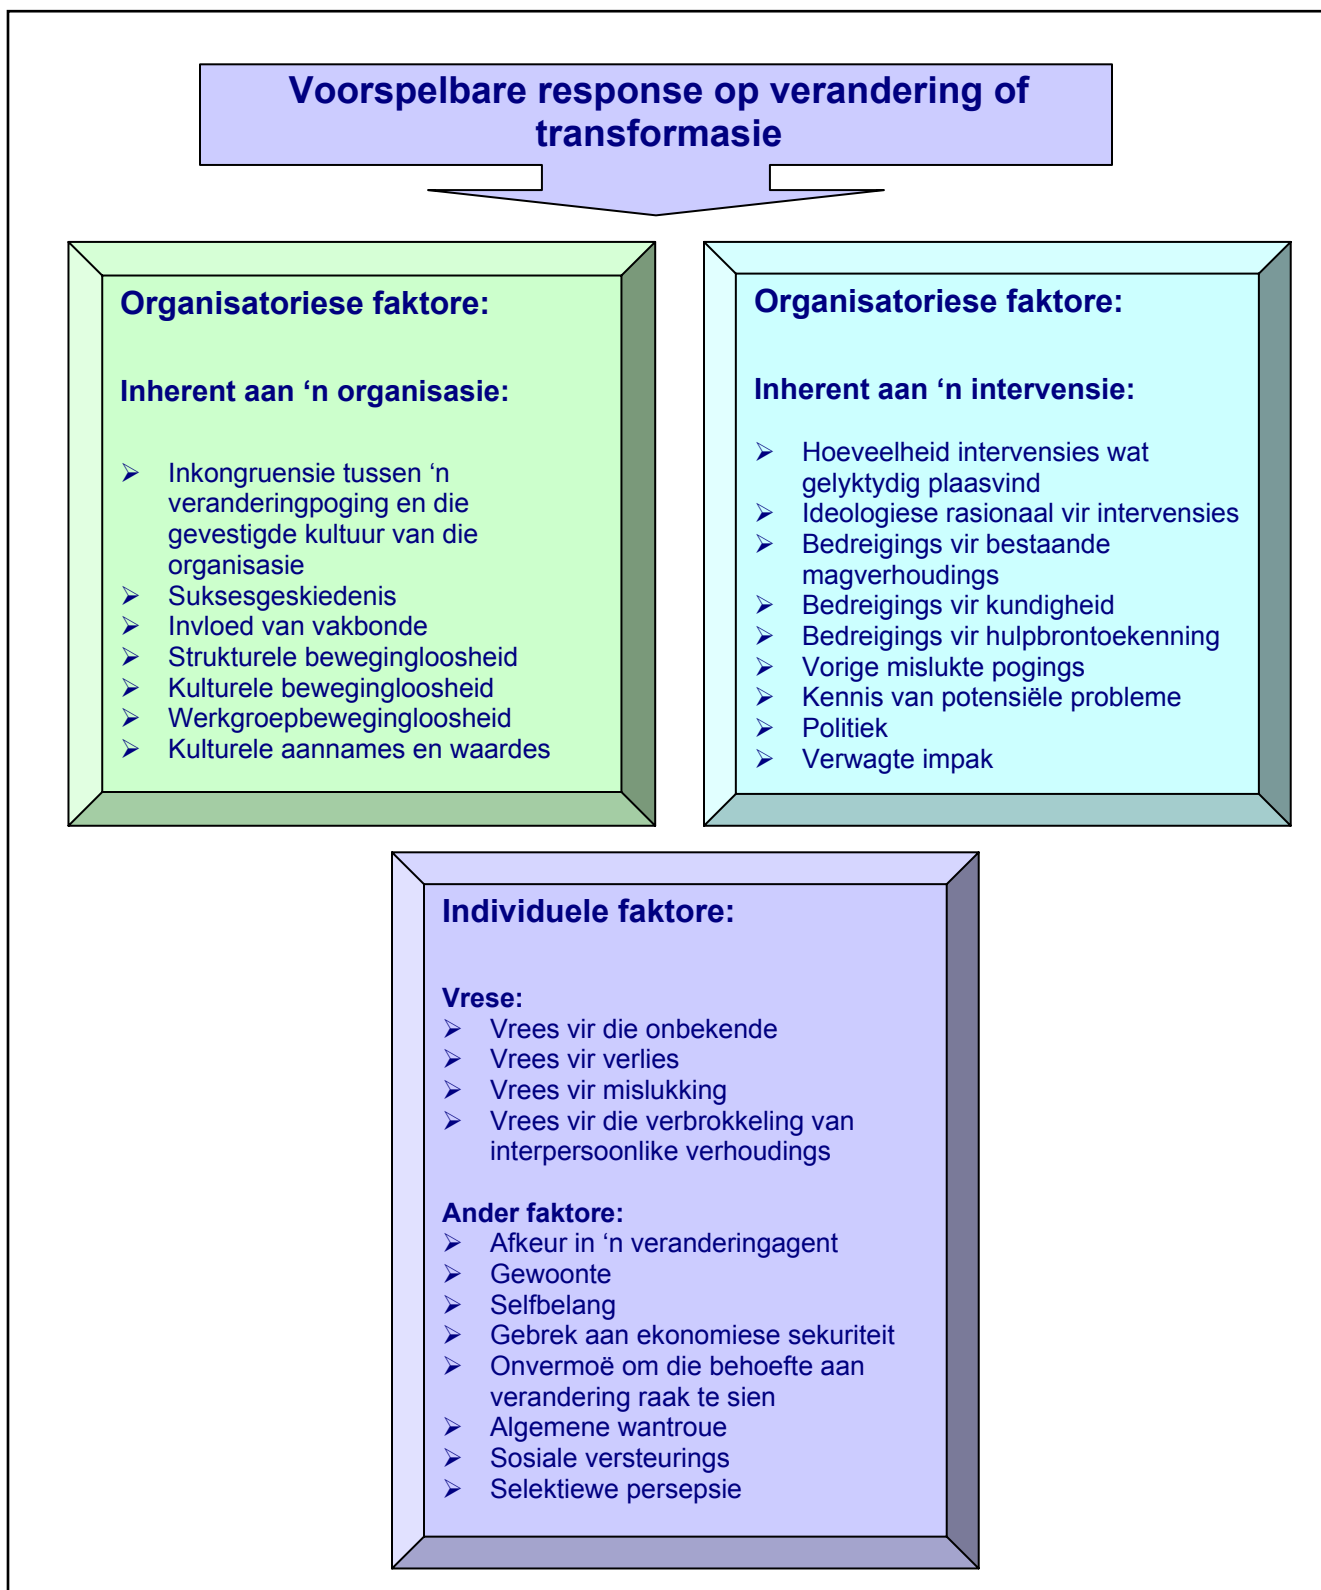 Voorspelbare response op verandering of
transformasie
Organisatoriese faktore:
Inherent aan ‘n organisasie:
➢ Inkongruensie tussen ‘n
veranderingpoging en die
gevestigde kultuur van die
organisasie
➢ Suksesgeskiedenis
➢ Invloed van vakbonde
➢ Strukturele bewegingloosheid
➢ Kulturele bewegingloosheid
➢ Werkgroepbewegingloosheid
➢ Kulturele aannames en waardes
Organisatoriese faktore:
Inherent aan ‘n intervensie:
➢ Hoeveelheid intervensies wat
gelyktydig plaasvind
➢ Ideologiese rasionaal vir intervensies
➢ Bedreigings vir bestaande
magverhoudings
➢ Bedreigings vir kundigheid
➢ Bedreigings vir hulpbrontoekenning
➢ Vorige mislukte pogings
➢ Kennis van potensiële probleme
➢ Politiek
➢ Verwagte impak
Individuele faktore:
Vrese:
➢ Vrees vir die onbekende
➢ Vrees vir verlies
➢ Vrees vir mislukking
➢ Vrees vir die verbrokkeling van
interpersoonlike verhoudings
Ander faktore:
➢ Afkeur in ‘n veranderingagent
➢ Gewoonte
➢ Selfbelang
➢ Gebrek aan ekonomiese sekuriteit
➢ Onvermoë om die behoefte aan
verandering raak te sien
➢ Algemene wantroue
➢ Sosiale versteurings
➢ Selektiewe persepsie